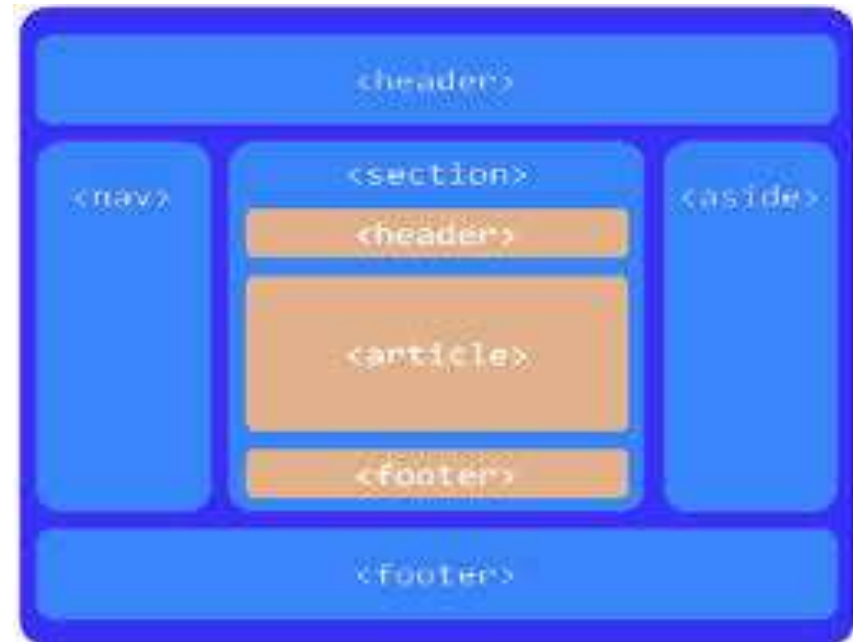 <header>
<nav>
<section>
<header>
<article>
<footer>
<aside>
<footer>